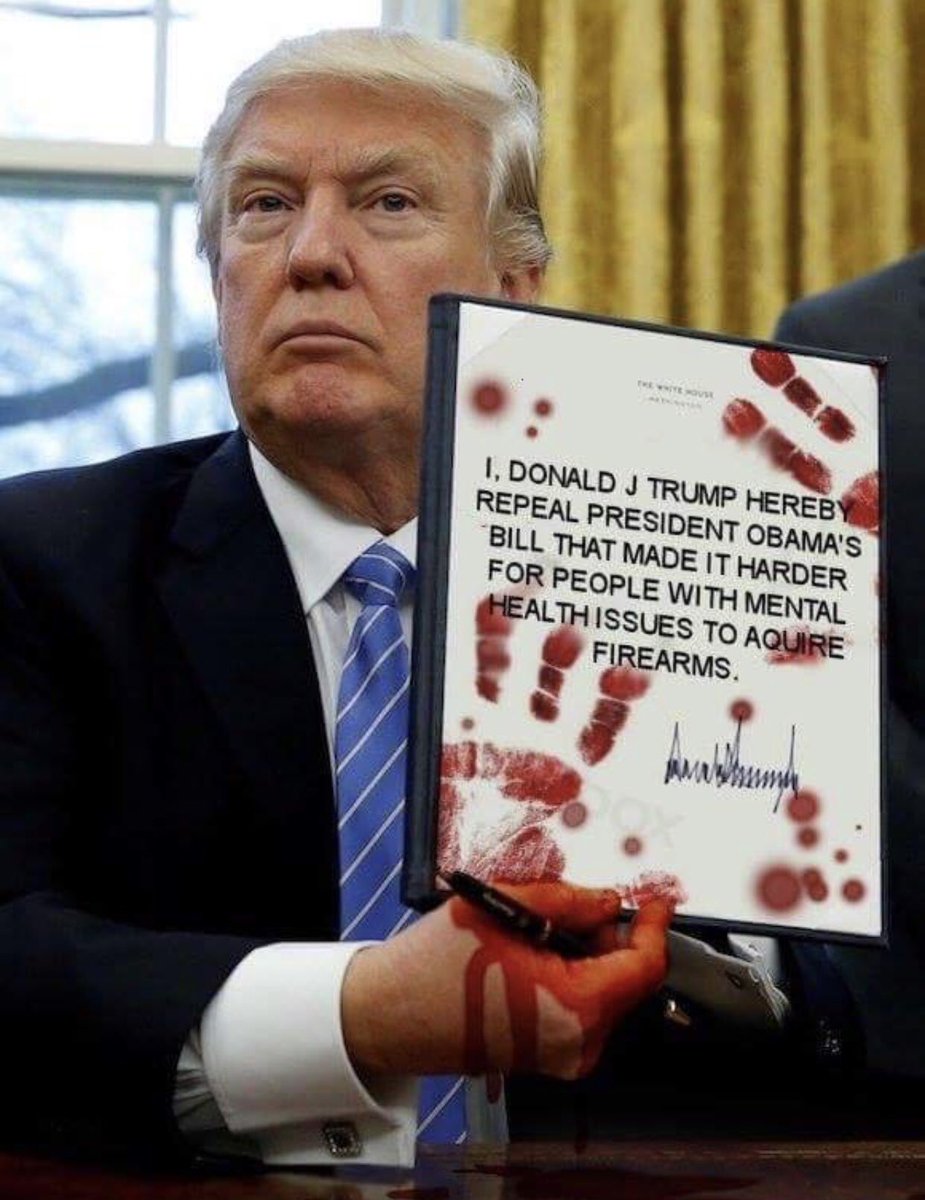 THE WHITE HOUSE
WASHINGTON
I, DONALD J TRUMP HEREBY
REPEAL PRESIDENT OBAMA'S
BILL THAT MADE IT HARDER
FOR PEOPLE WITH MENTAL
HEALTH ISSUES TO AQUIRE
FIREARMS.